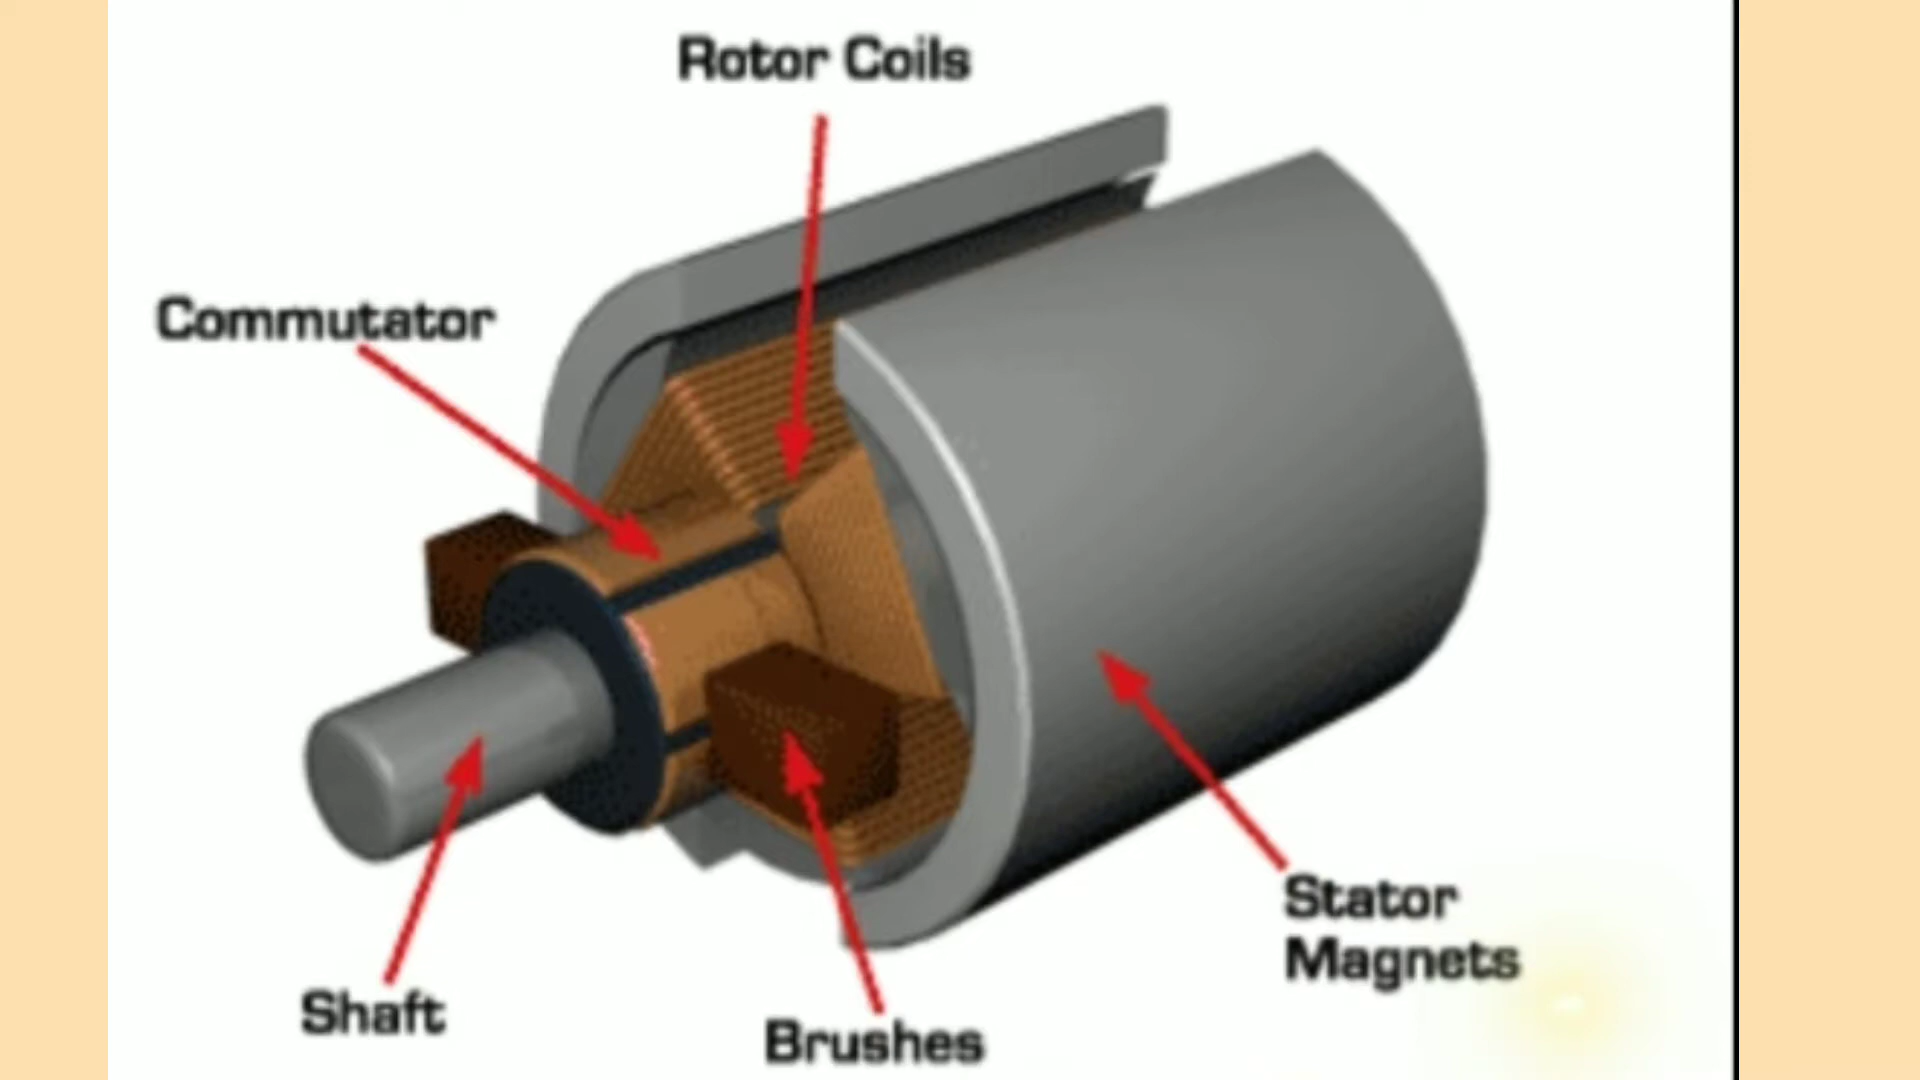 Rotor Coils
Commutator
Stator
Magnets
Shaft
Brushes